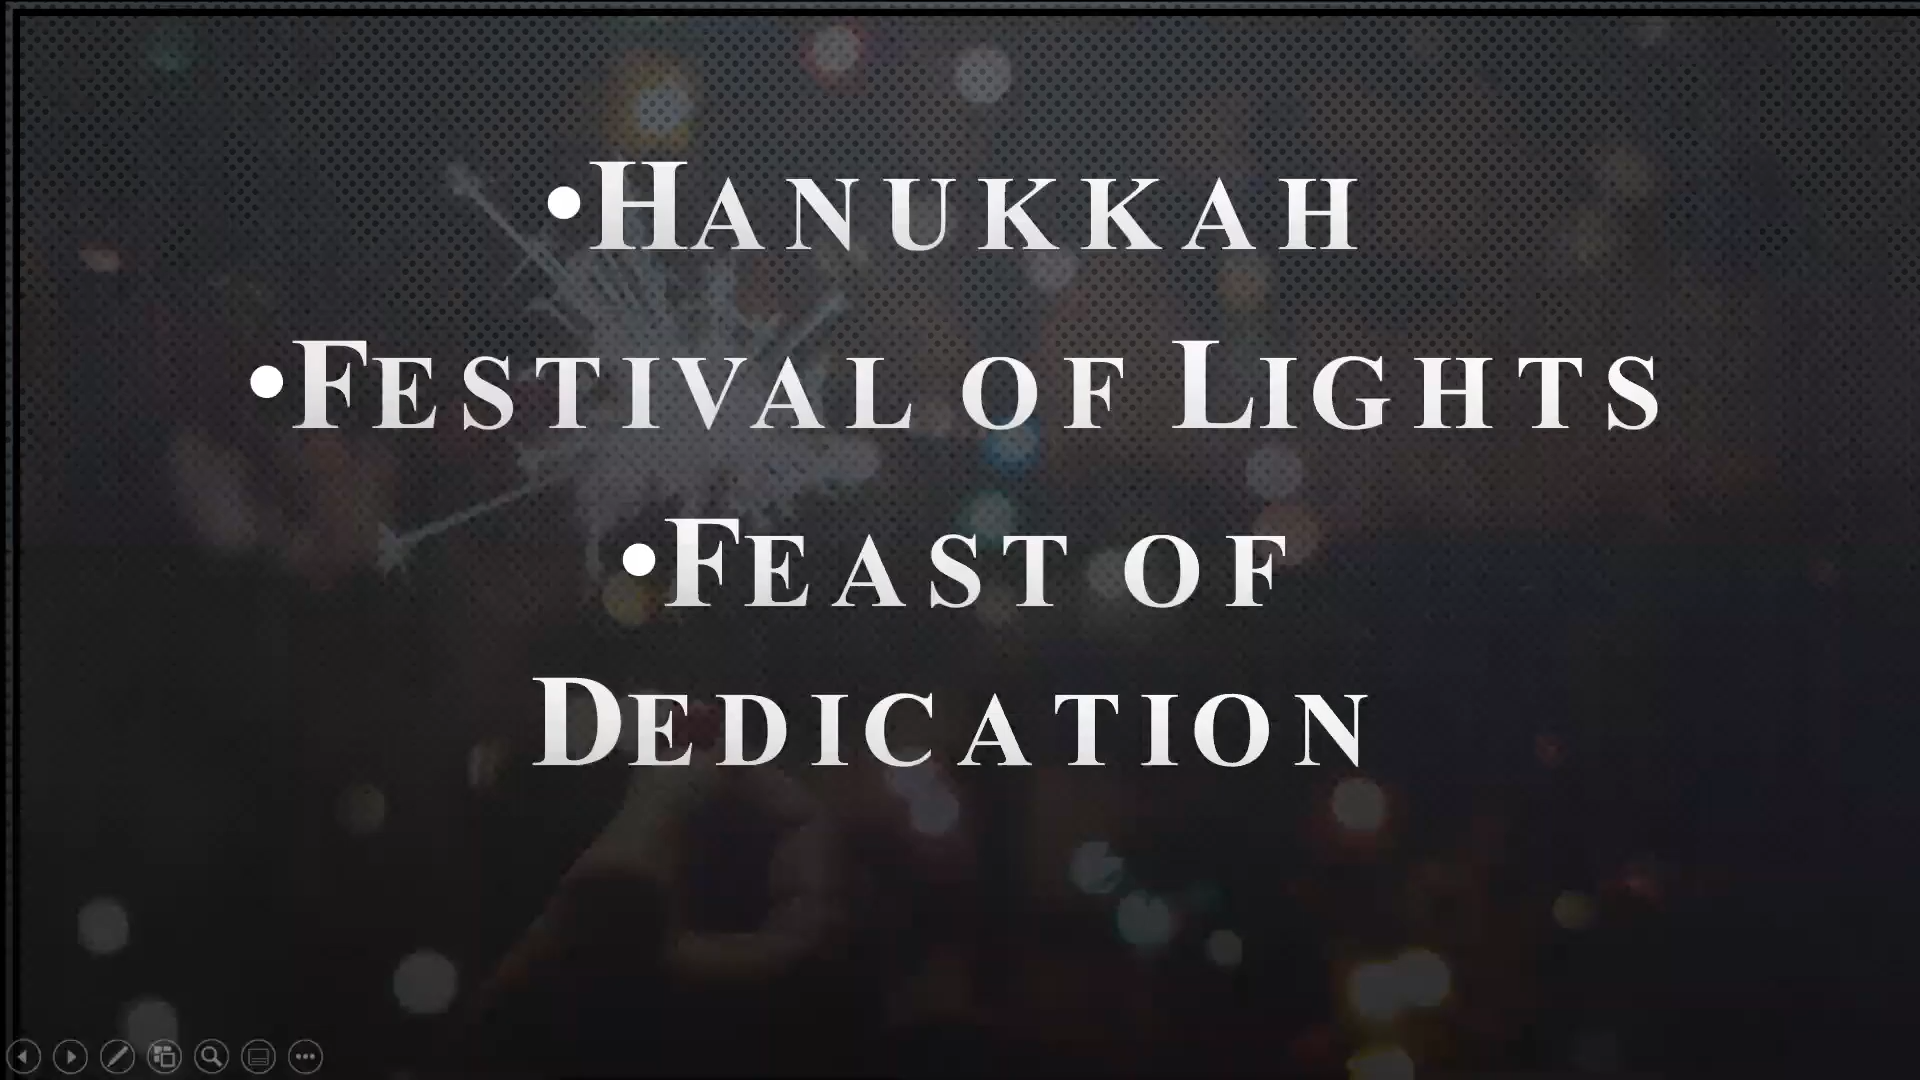 •Hanukkah
•Festival of Lights
•Feast of
Dedication